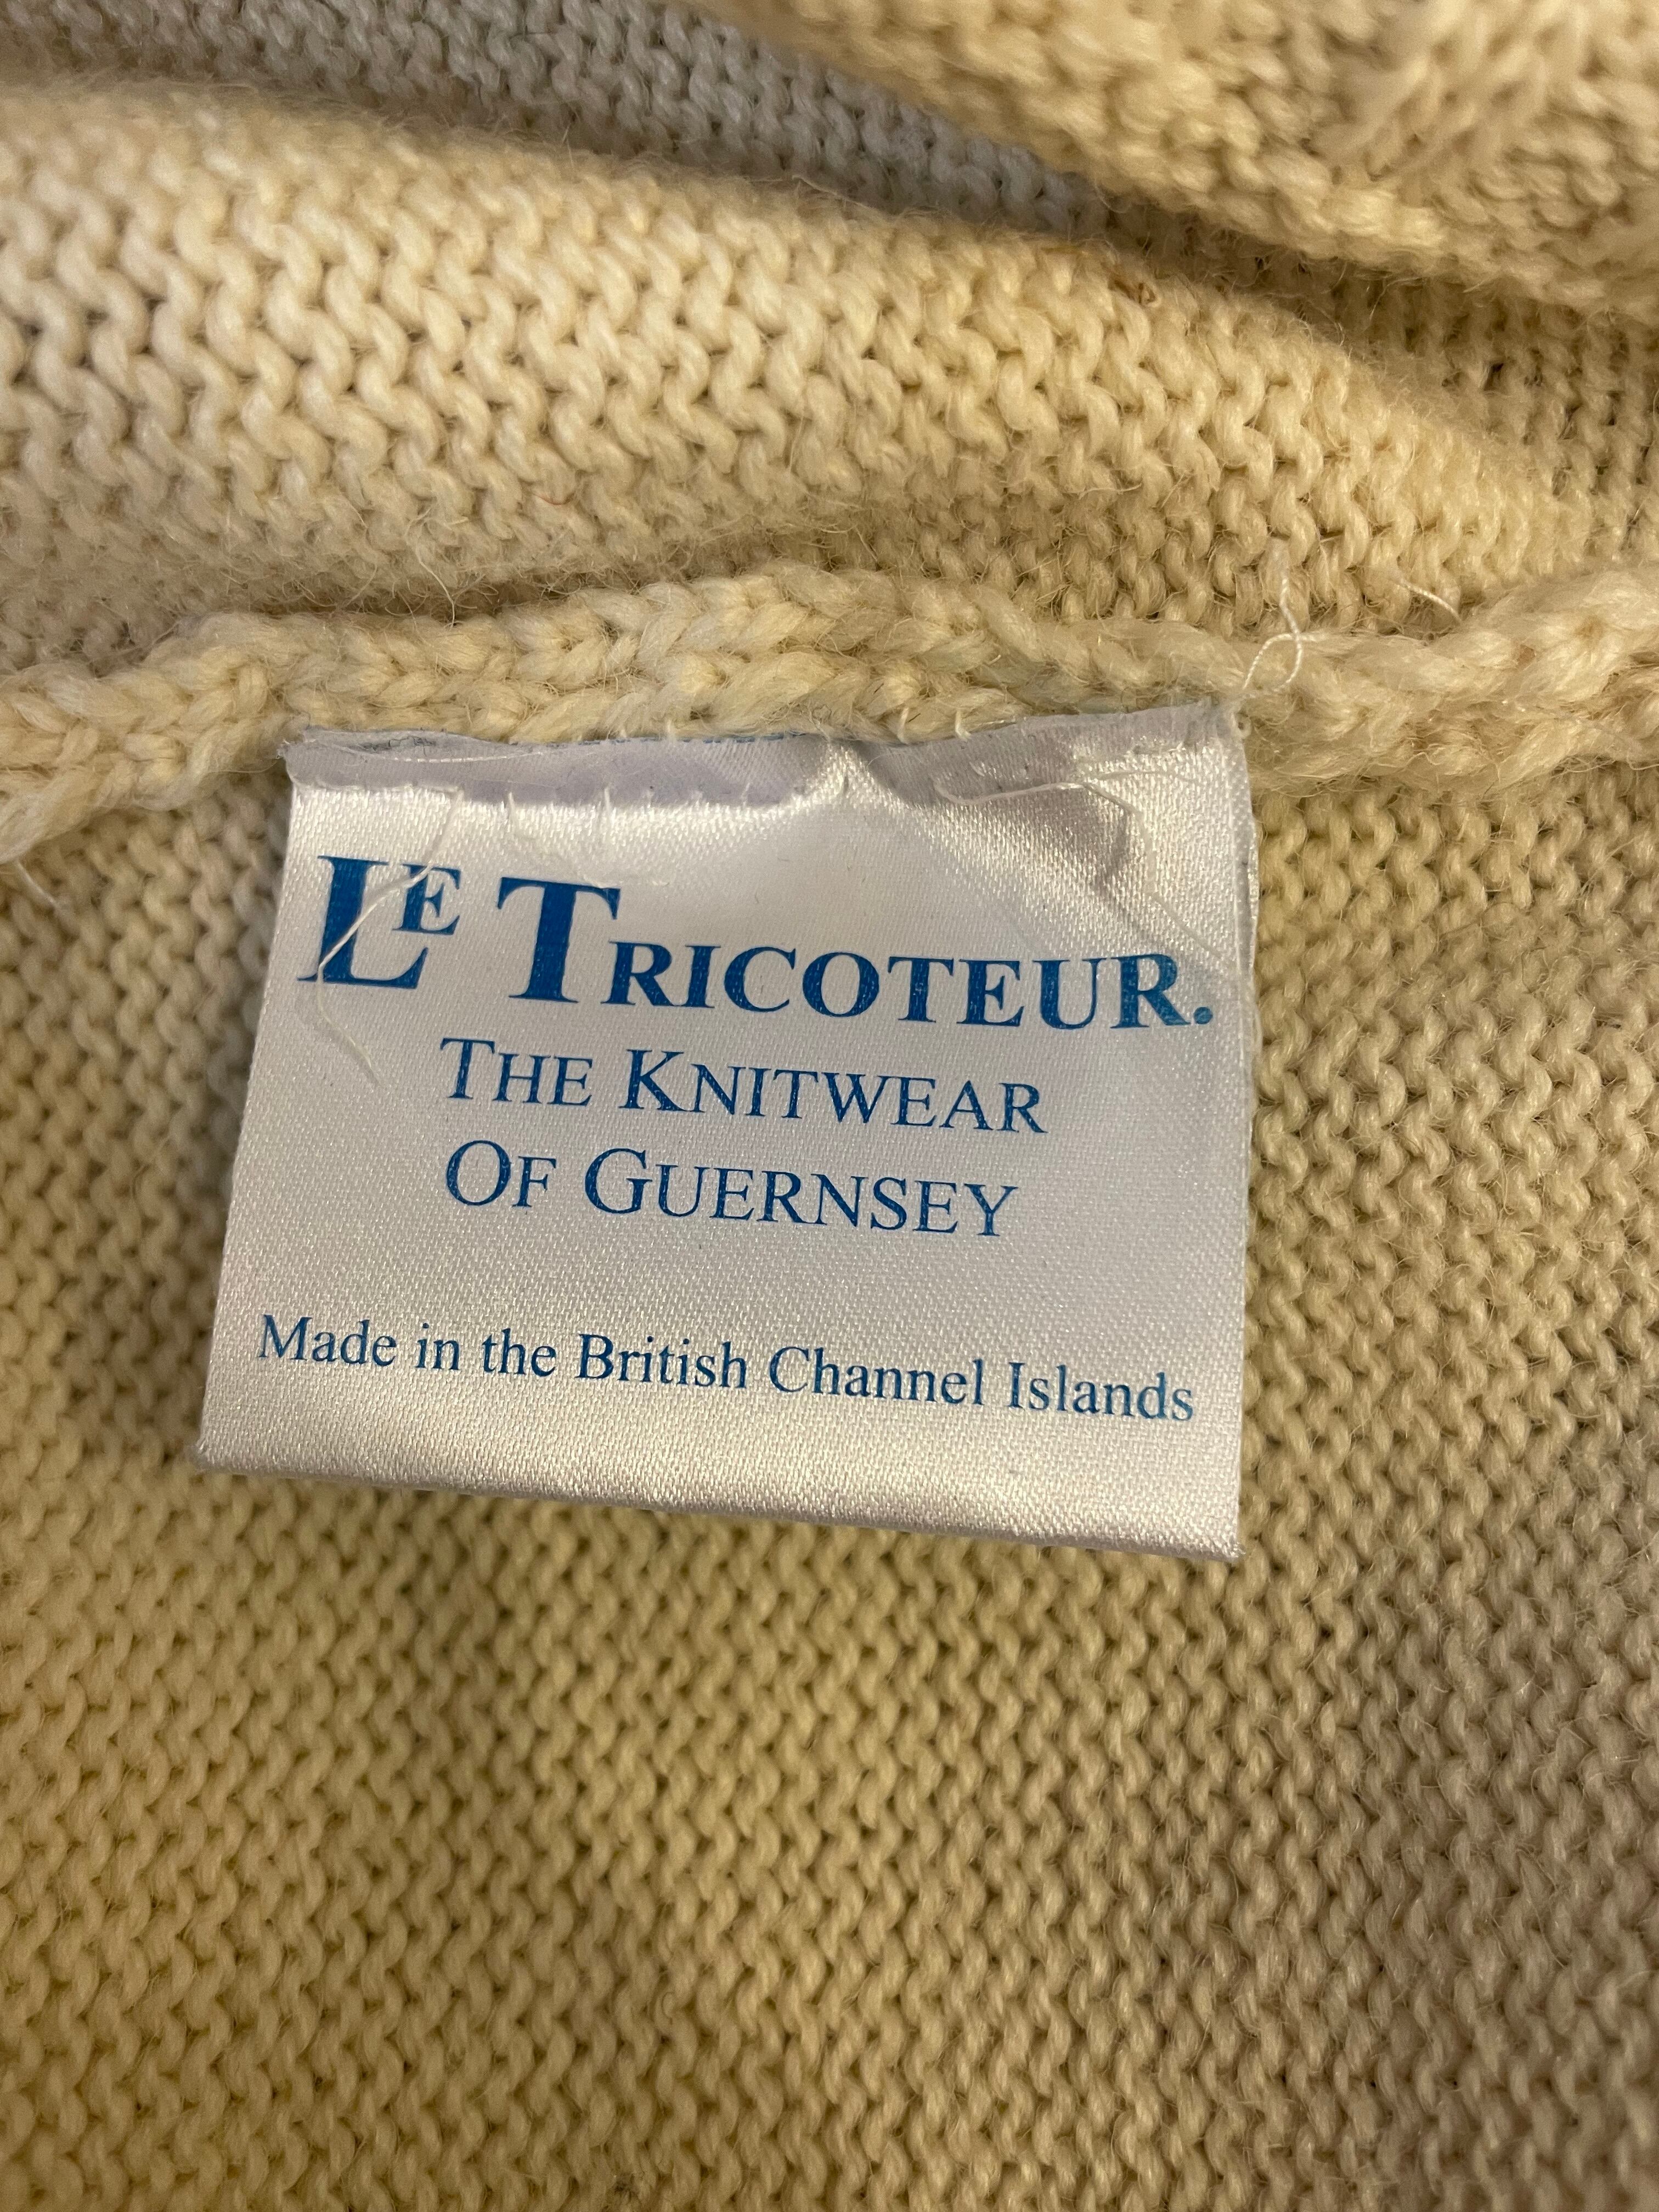 LE TRICOTEUR.
THE KNITWEAR
OF GUERNSEY
Made in the British Channel Islands